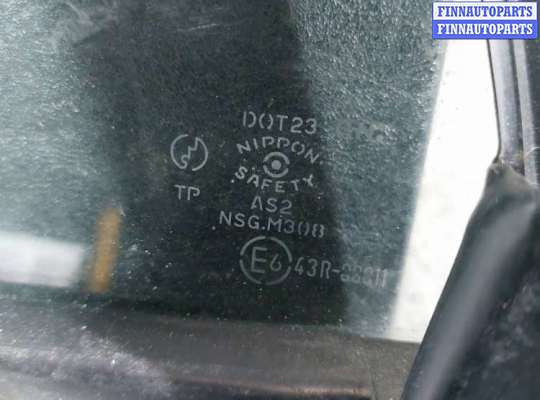 FINNAUTOPARTS
FINNAUTOPARTS
DOT23
NIPPON
SAFETY
TP
AS2
NSG.M308
E6